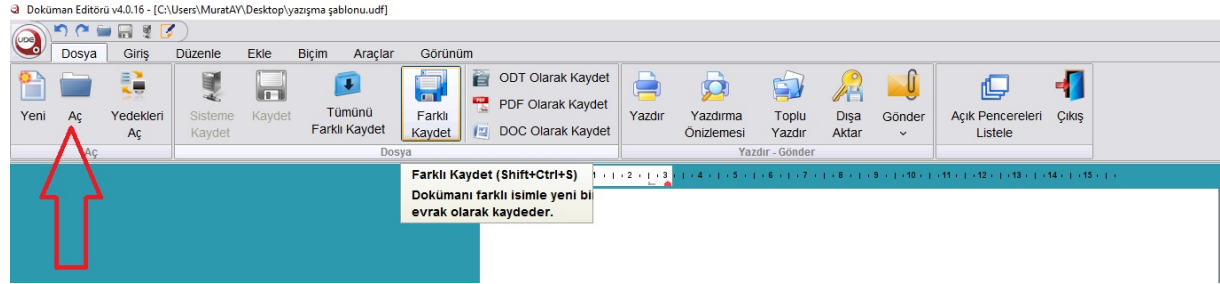 Doküman Editörü v4.0.16 - [C:\Users\MuratAY\Desktop\yazışma şablonu.udf]
UDE
Dosya Giriş Düzenle Ekle Biçim Araçlar Görünüm
Yeni
Aç
Yedekleri
Aç
Sisteme
Kaydet
Kaydet
Tümünü
Farklı Kaydet
Farklı
Kaydet
ODT Olarak Kaydet
PDF Olarak Kaydet
DOC Olarak Kaydet
Yazdır
Yazdırma
Önizlemesi
Toplu
Yazdır
Dışa
Aktar
Gönder
Açık Pencereleri
Listele
Çıkış
Aç
Dosya
Yazdır - Gönder
Farklı Kaydet (Shift+Ctrl+S)
Dokümanı farklı isimle yeni bi
evrak olarak kaydeder.
1 2 3 4 5 6 7 8 9 10 11 12 13 14 15